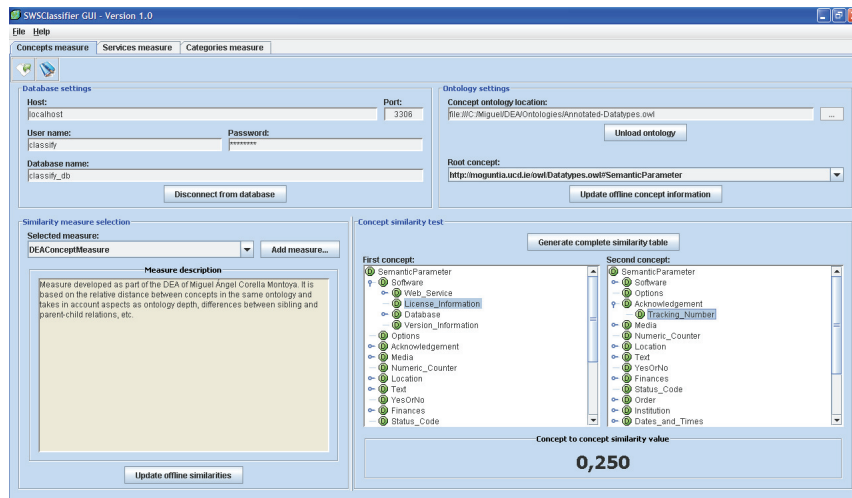 SWSClassifier GUI - Version 1.0
File Help
Concepts measure Services measure Categories measure
Database settings
Host: Port:
localhost 3306
User name: Password:
classify ********
Database name:
classify_db
Disconnect from database
Ontology settings
Concept ontology location:
file:///C:/Miguel/DEA/Ontologies/Annotated-Datatypes.owl ...
Unload ontology
Root concept:
http://moguntia.ucd.ie/owl/Datatypes.owl#SemanticParameter
Update offline concept information
Similarity measure selection
Selected measure:
DEAConceptMeasure Add measure...
Measure description
Measure developed as part of the DEA of Miguel Ángel Corella Montoya. It is
based on the relative distance between concepts in the same ontology and
takes in account aspects as ontology depth, differences between sibling and
parent-child relations, etc.
Update offline similarities
Concept similarity test
Generate complete similarity table
First concept:
D SemanticParameter
D Software
D Web_Service
D License_Information
D Database
D Version_Information
D Options
D Acknowledgement
D Media
D Numeric_Counter
D Location
D Text
D YesOrNo
D Finances
D Status_Code
Second concept:
D SemanticParameter
D Software
D Options
D Acknowledgement
D Tracking_Number
D Media
D Numeric_Counter
D Location
D Text
D YesOrNo
D Finances
D Status_Code
D Order
D Institution
D Dates_and_Times
Concept to concept similarity value
0,250